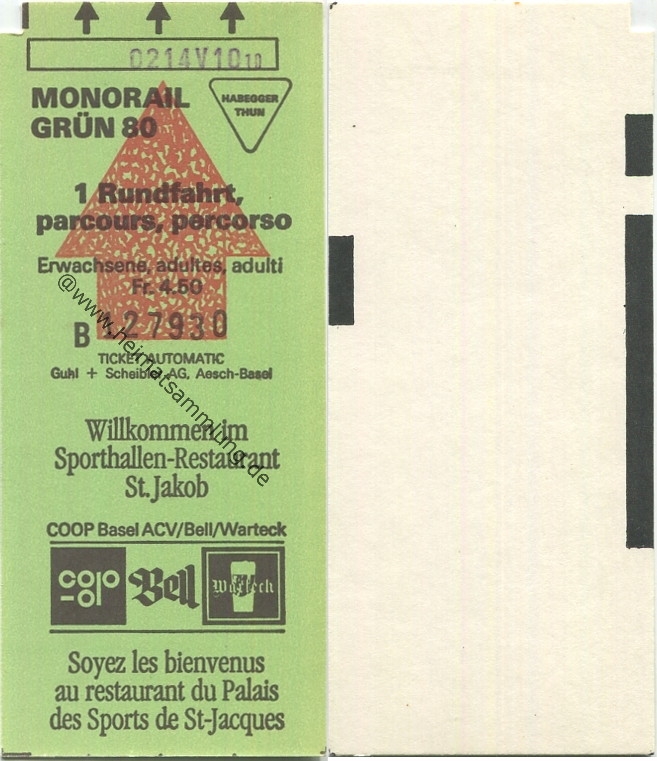 0214V10 10
MONORAIL
GRÜN 80
HABEGGER
THUN
1 Rundfahrt,
parcours, percorso
Erwachsene, adultes, adulti
Fr. 4.50
B 127930
TICKET AUTOMATIC
Guhl + Scheibler AG, Aesch-Basel
@www.heimatsammlung.de
Willkommen im
Sporthallen-Restaurant
St. Jakob
COOP Basel ACV/Bell/Warteck
coop
Bell
Warteck
Soyez les bienvenus
au restaurant du Palais
des Sports de St-Jacques